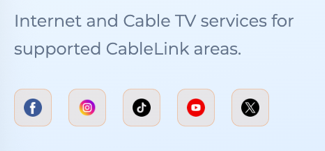 Internet and Cable TV services for
supported CableLink areas.